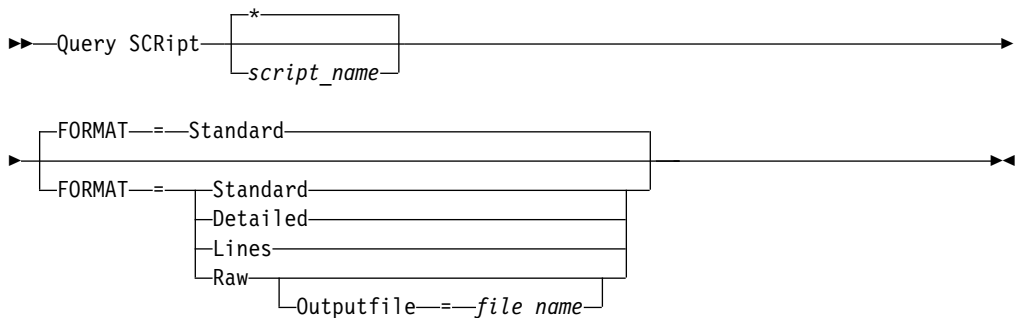 *
Query SCRipt
script_name
FORMAT = Standard
FORMAT = Standard
Detailed
Lines
Raw
Outputfile = file name